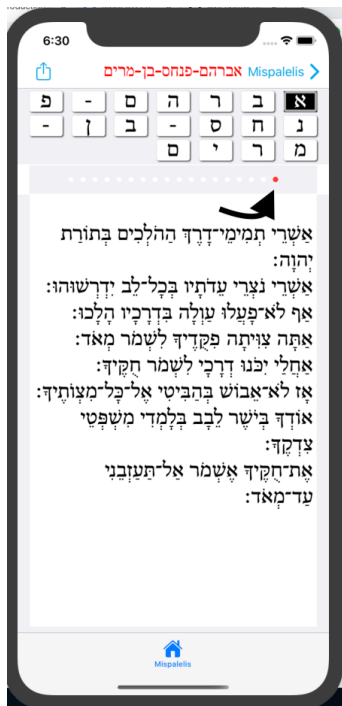 6:30
אברהם-פנחס-בן-מרים Mispalelis
א ב ר ה ם - פ
נ ח ס - ב ן -
מ ר י ם
אַשְׁרֵי תְמִימֵי־דָרֶךְ הַהֹלְכִים בְּתוֹרַת
יְהוָה:
אַשְׁרֵי נֹצְרֵי עֵדֹתָיו בְּכָל־לֵב יִדְרְשׁוּהוּ:
אַף לֹא־פָעֲלוּ עַוְלָה בִּדְרָכָיו הָלָכוּ:
אַתָּה צִוִּיתָה פִקֻּדֶיךָ לִשְׁמֹר מְאֹד:
אַחֲלַי יִכֹּנוּ דְרָכָי לִשְׁמֹר חֻקֶּיךָ:
אָז לֹא־אֵבוֹשׁ בְּהַבִּיטִי אֶל־כָּל־מִצְוֹתֶיךָ:
אוֹדְךָ בְּיֹשֶׁר לֵבָב בְּלָמְדִי מִשְׁפְּטֵי
צִדְקֶךָ:
אֶת־חֻקֶּיךָ אֶשְׁמֹר אַל־תַּעַזְבֵנִי
עַד־מְאֹד:
Mispalelis